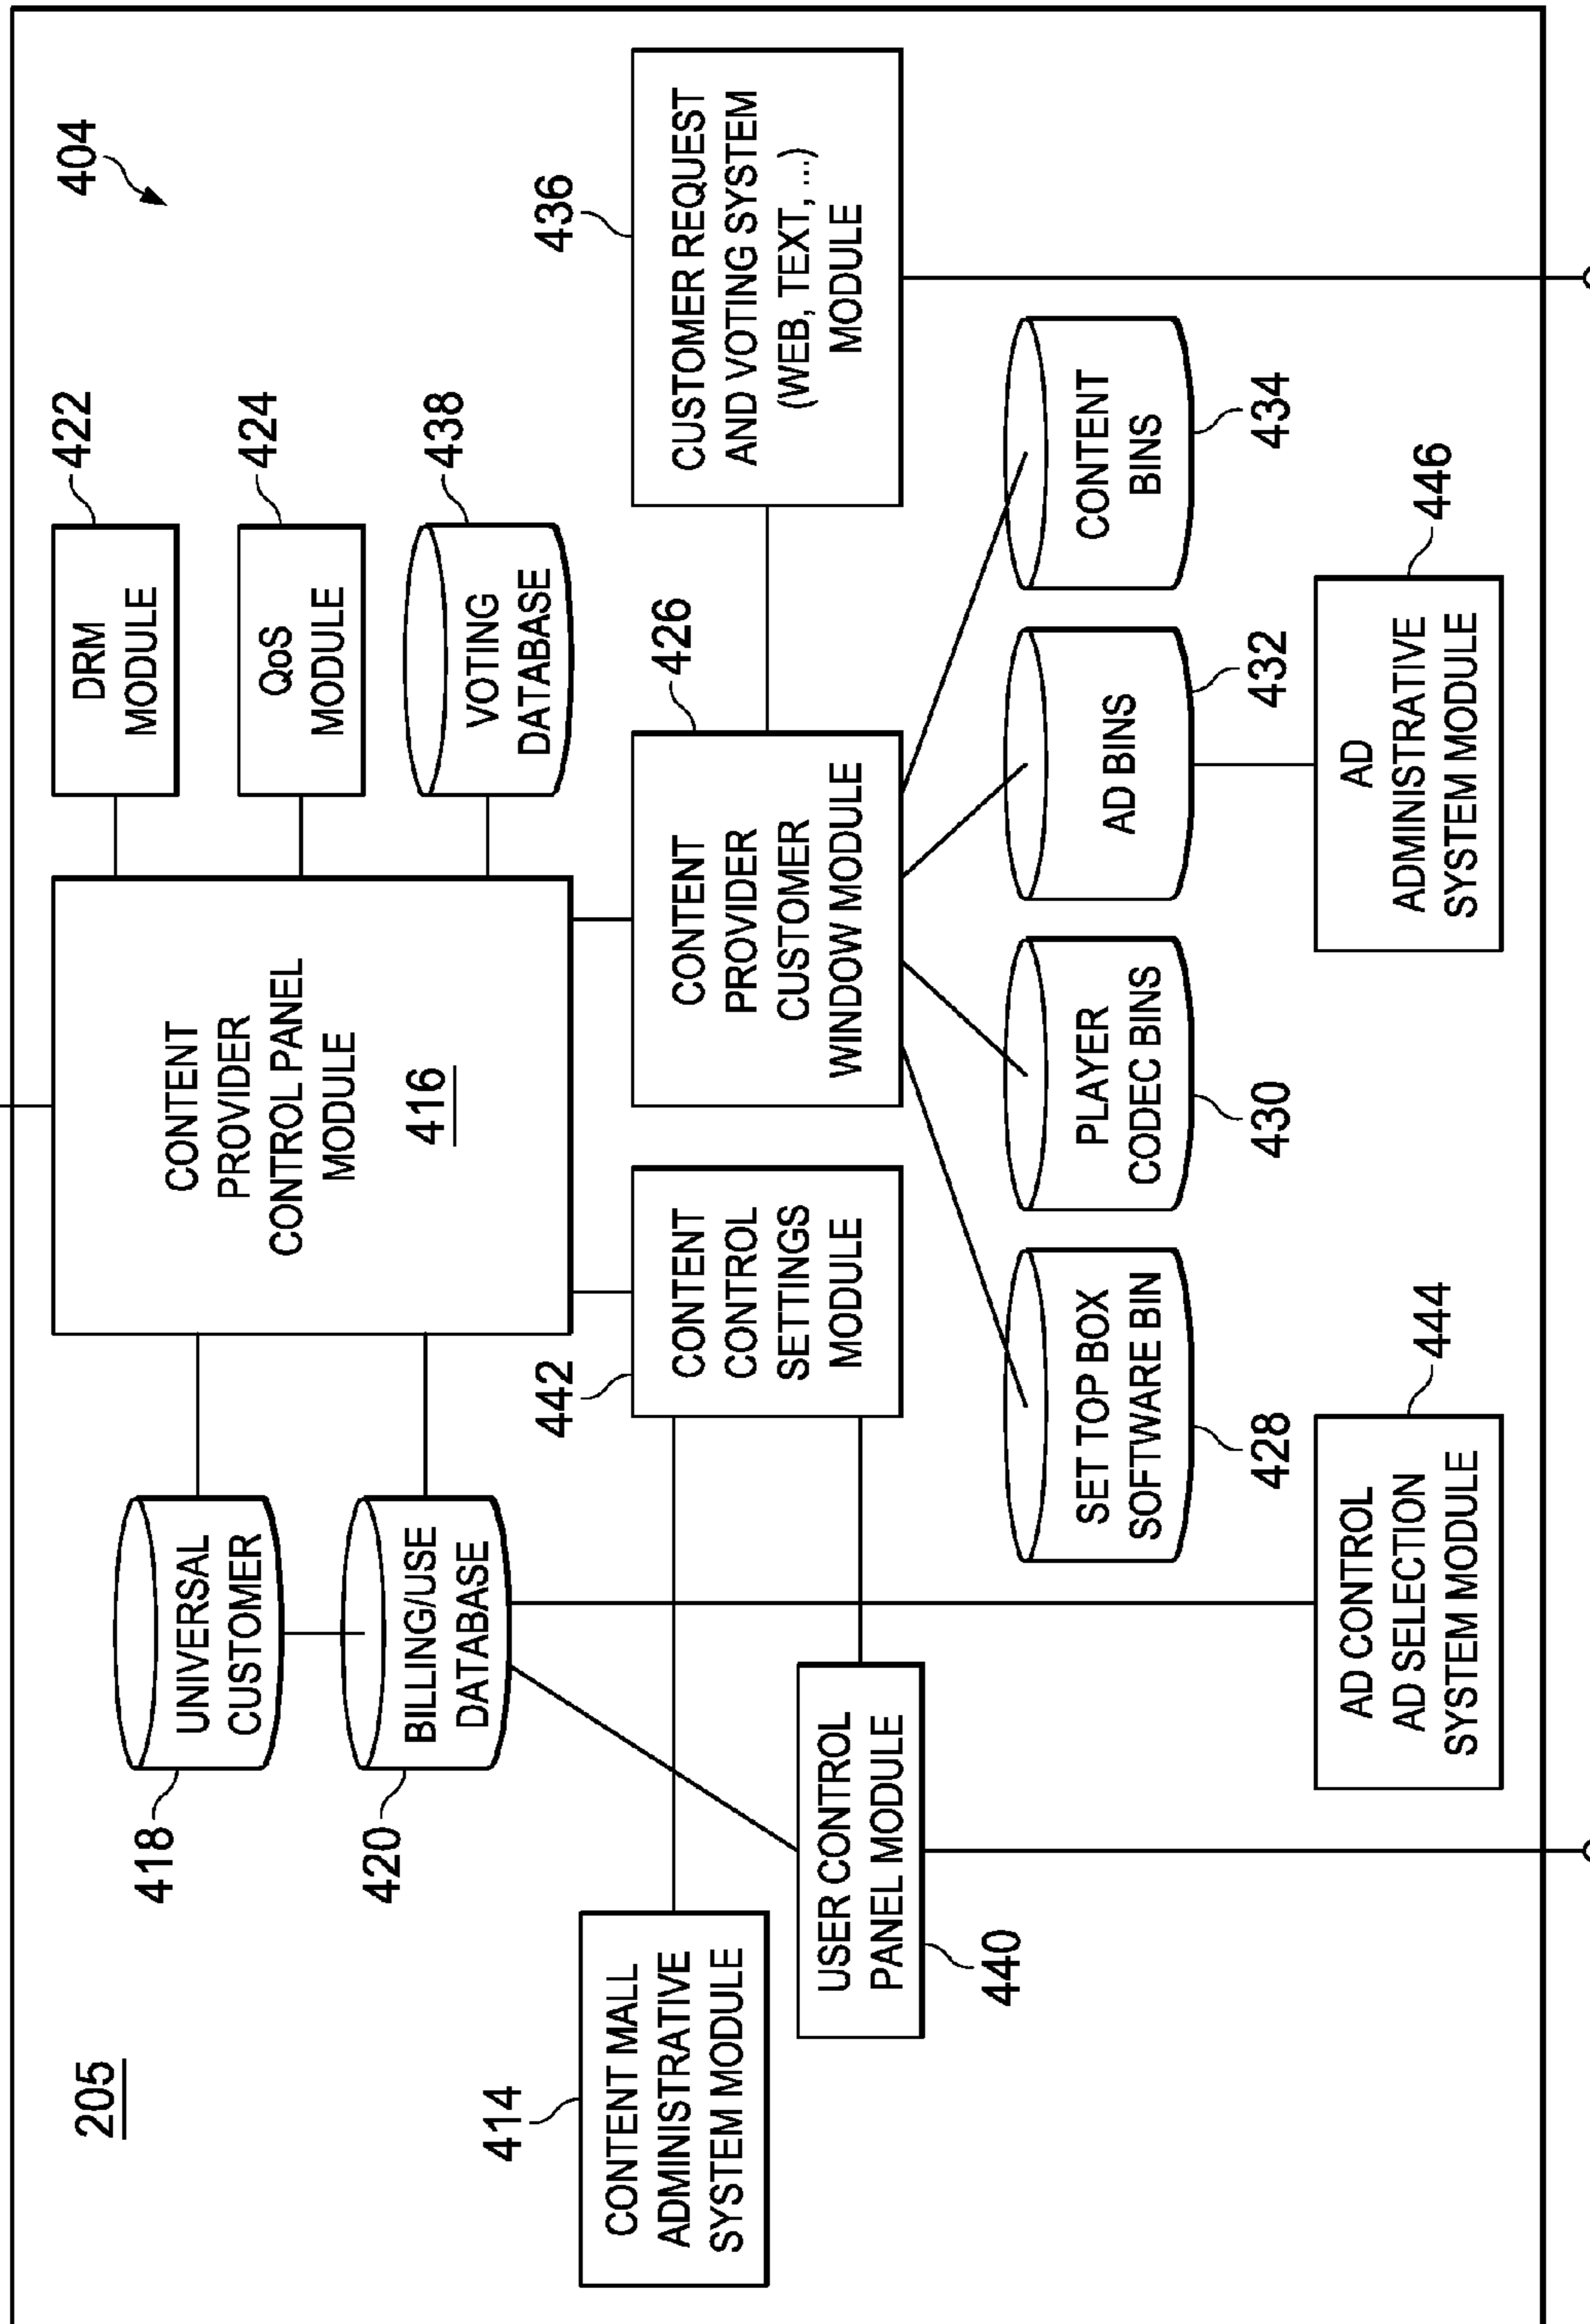 205
404
418
UNIVERSAL
CUSTOMER
420
BILLING/USE
DATABASE
CONTENT
PROVIDER
CONTROL PANEL
MODULE
416
DRM
MODULE
422
QoS
MODULE
424
VOTING
DATABASE
438
414
CONTENT MALL
ADMINISTRATIVE
SYSTEM MODULE
442
CONTENT
CONTROL
SETTINGS
MODULE
CONTENT
PROVIDER
CUSTOMER
WINDOW MODULE
426
436
CUSTOMER REQUEST
AND VOTING SYSTEM
(WEB, TEXT, ...)
MODULE
USER CONTROL
PANEL MODULE
440
SET TOP BOX
SOFTWARE BIN
428
PLAYER
CODEC BINS
430
AD BINS
432
CONTENT
BINS
434
AD CONTROL
AD SELECTION
SYSTEM MODULE
444
AD
ADMINISTRATIVE
SYSTEM MODULE
446